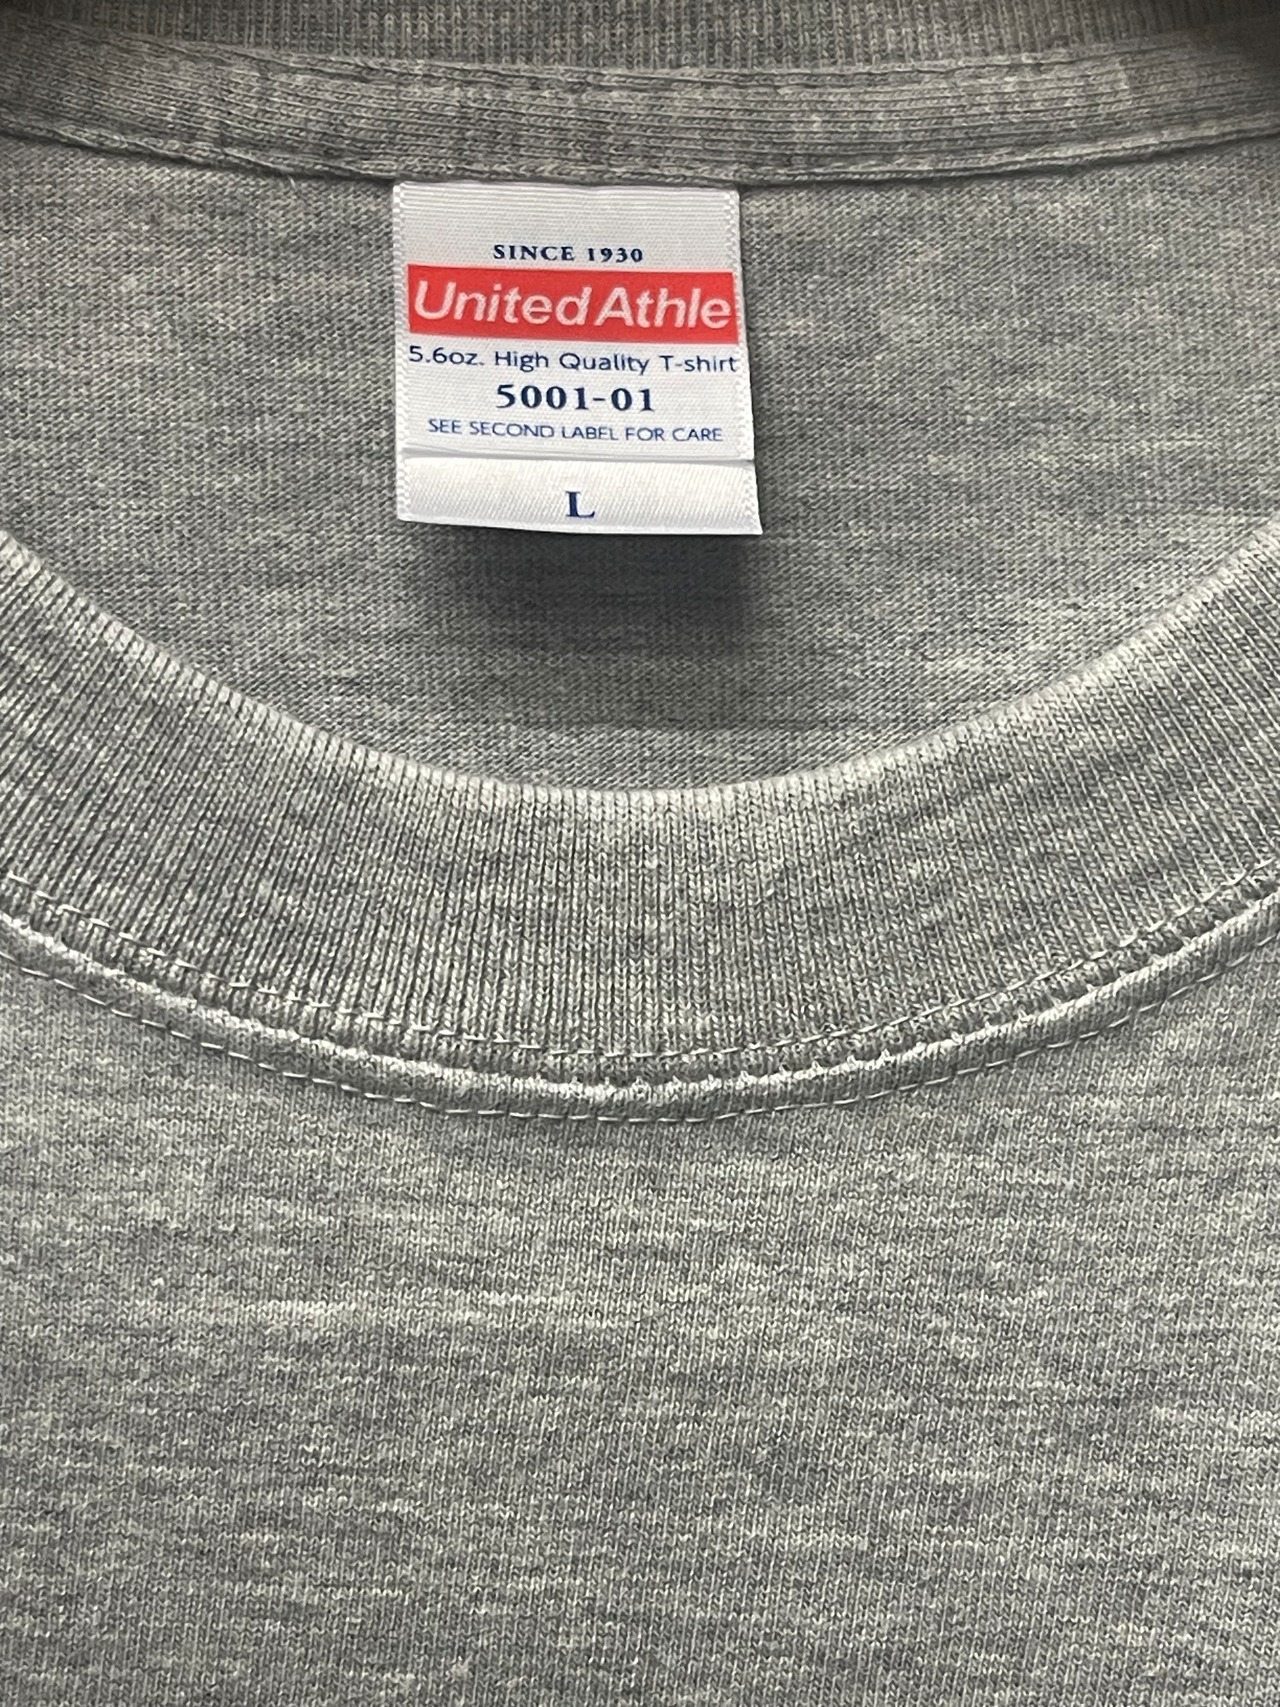 SINCE 1930
United Athle
5.6oz. High Quality T-shirt
5001-01
SEE SECOND LABEL FOR CARE
L